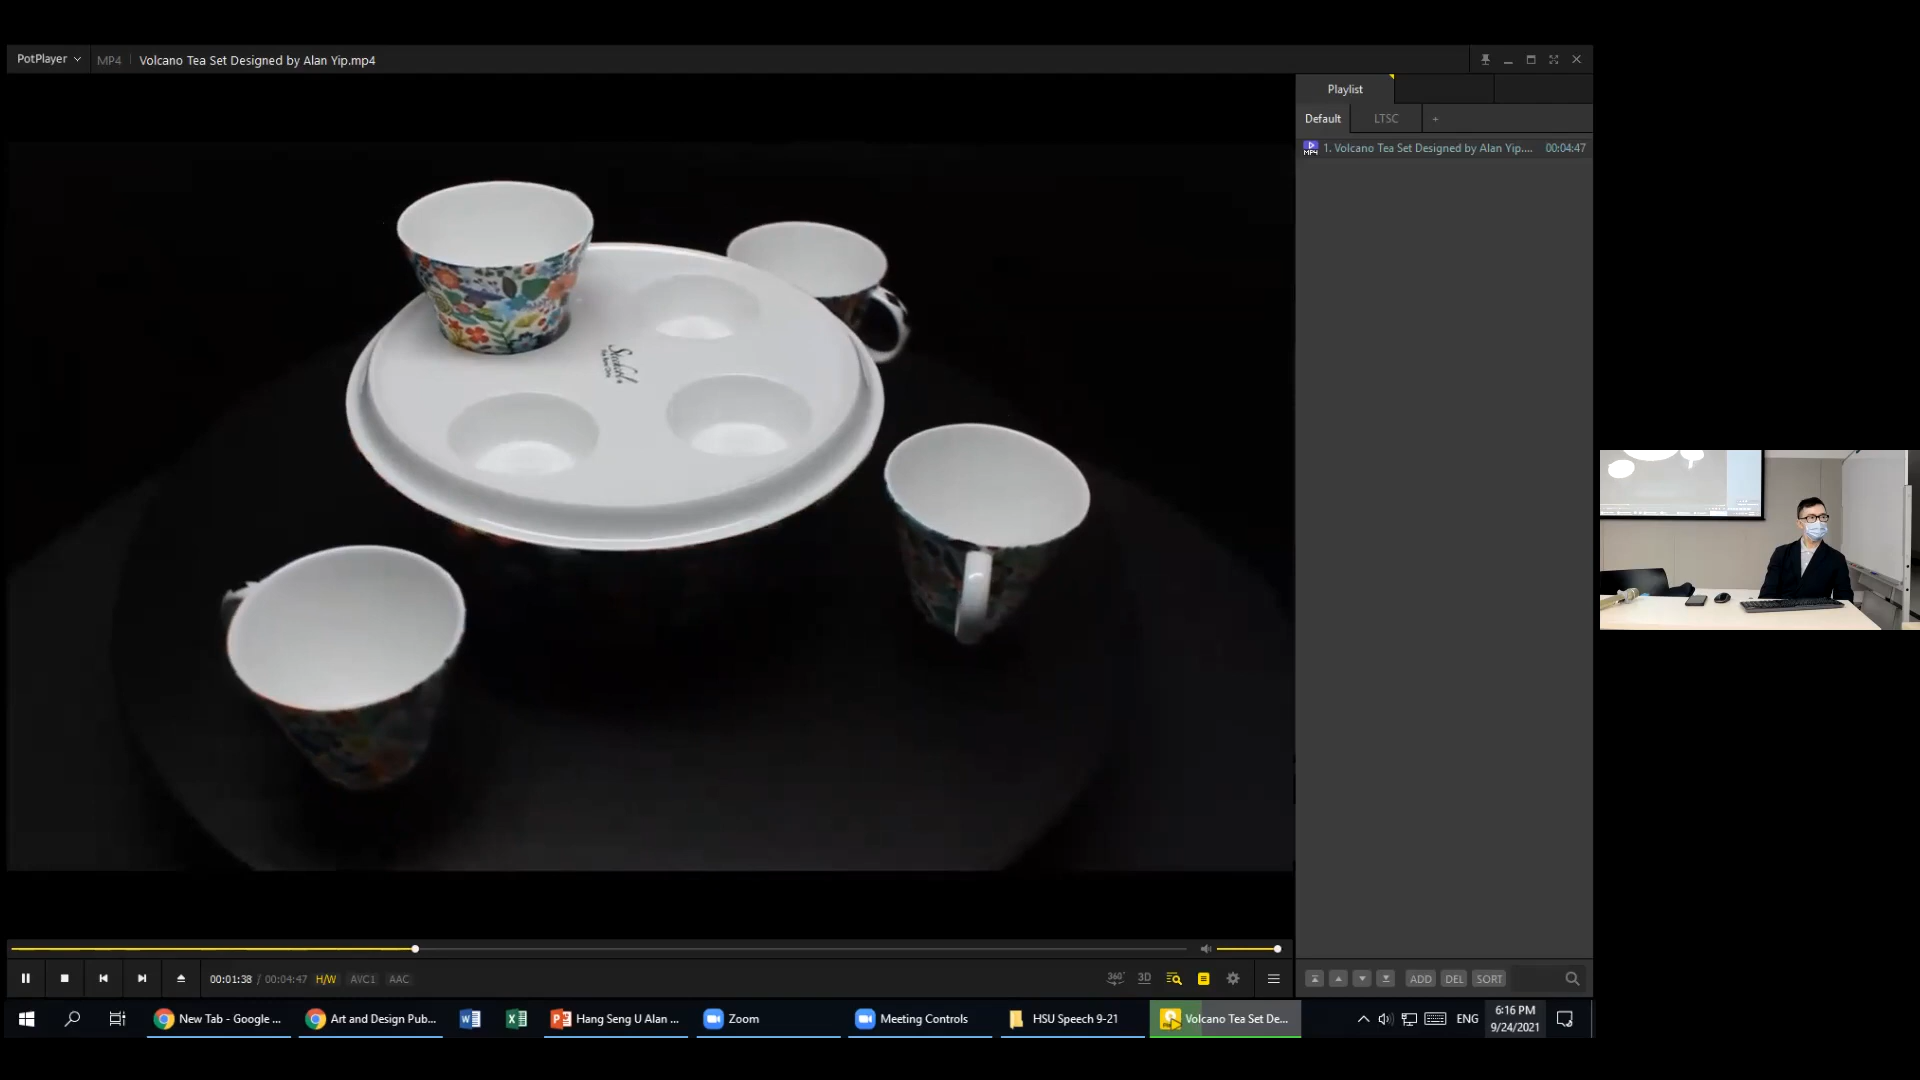 PotPlayer
MP4
Volcano Tea Set Designed by Alan Yip.mp4
Playlist
Default
LTSC
+
MP4
1. Volcano Tea Set Designed by Alan Yip....
00:04:47
00:01:38 / 00:04:47 H/W AVC1 AAC
360°
3D
ADD
DEL
SORT
New Tab - Google ...
Art and Design Pub...
Hang Seng U Alan ...
Zoom
Meeting Controls
HSU Speech 9-21
Volcano Tea Set De...
ENG
6:16 PM
9/24/2021